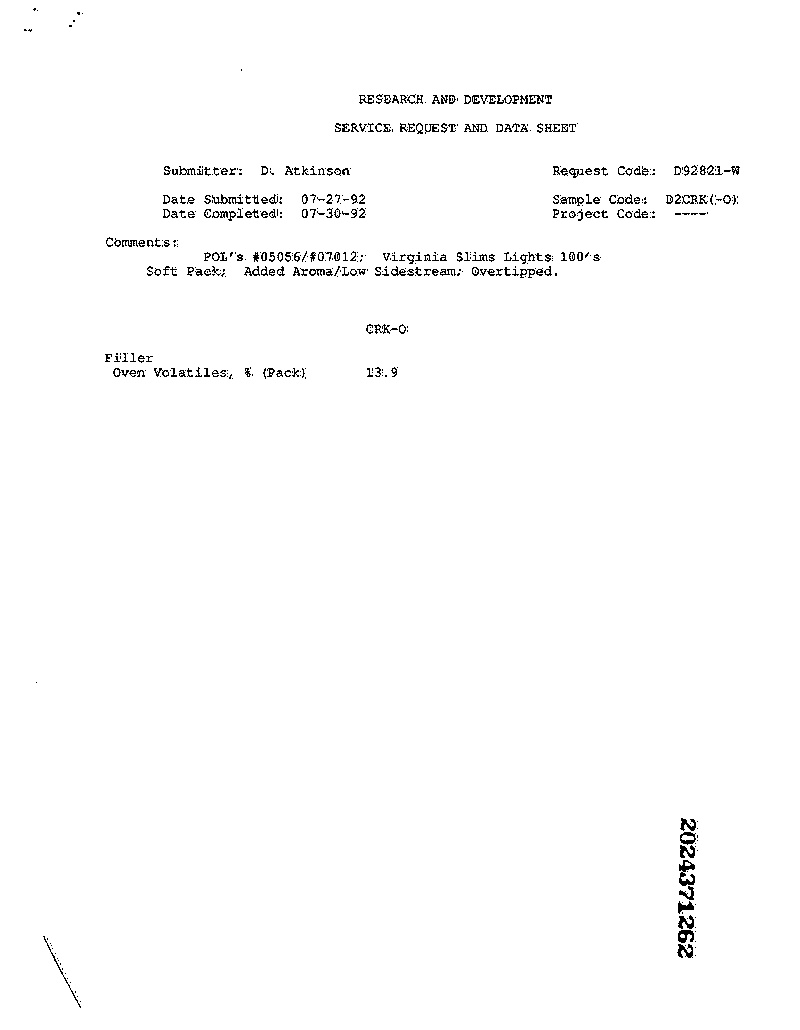 RESEARCH AND DEVELOPMENT
SERVICE REQUEST AND DATA SHEET
Submitter: D. Atkinson Request Code: D92821-W
Date Submitted: 07-27-92 Sample Code: D2CRK(-O)
Date Completed: 07-30-92 Project Code: ----
Comments:
POL's #05056/#07012; Virginia Slims Lights 100's
Soft Pack; Added Aroma/Low Sidestream; Overtipped.
CRK-O
Filler
Oven Volatiles, % (Pack) 13.9
2024371262